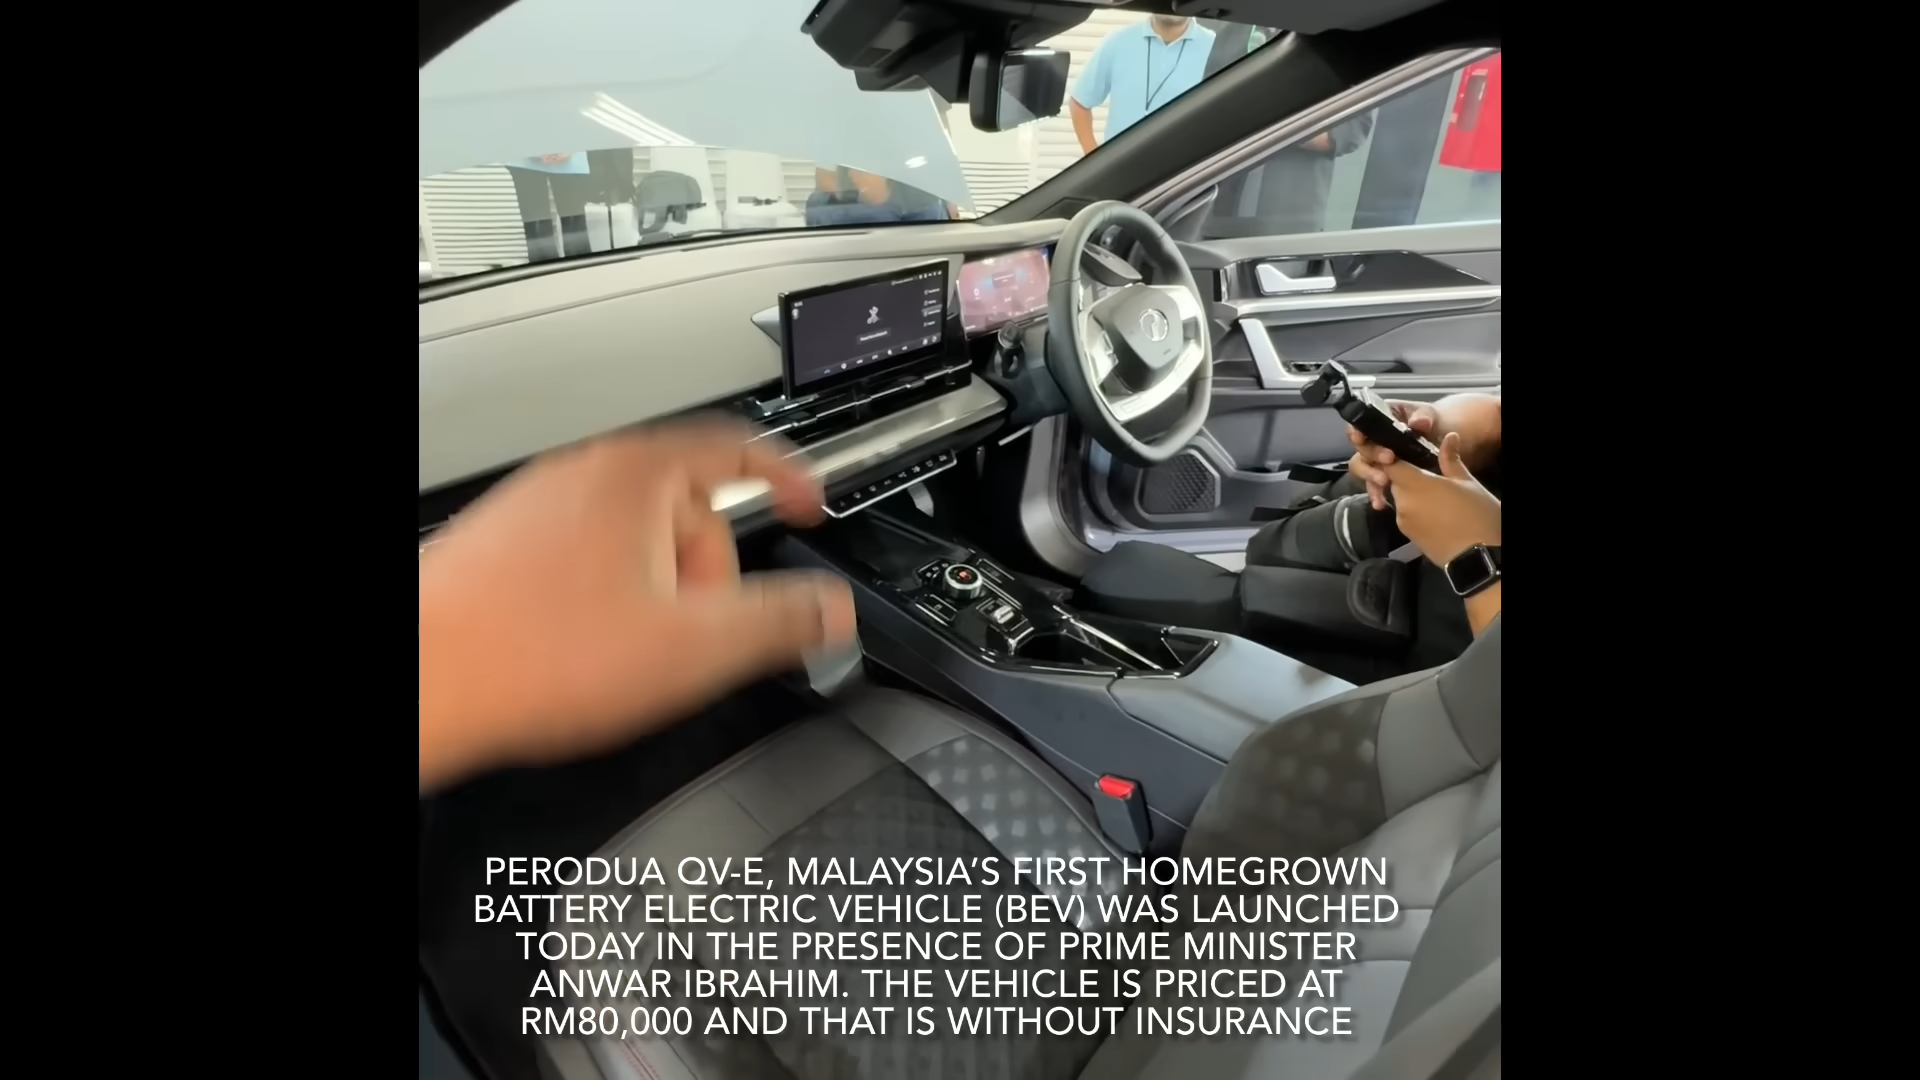 PERODUA QV-E, MALAYSIA'S FIRST HOMEGROWN
BATTERY ELECTRIC VEHICLE (BEV) WAS LAUNCHED
TODAY IN THE PRESENCE OF PRIME MINISTER
ANWAR IBRAHIM. THE VEHICLE IS PRICED AT
RM80,000 AND THAT IS WITHOUT INSURANCE